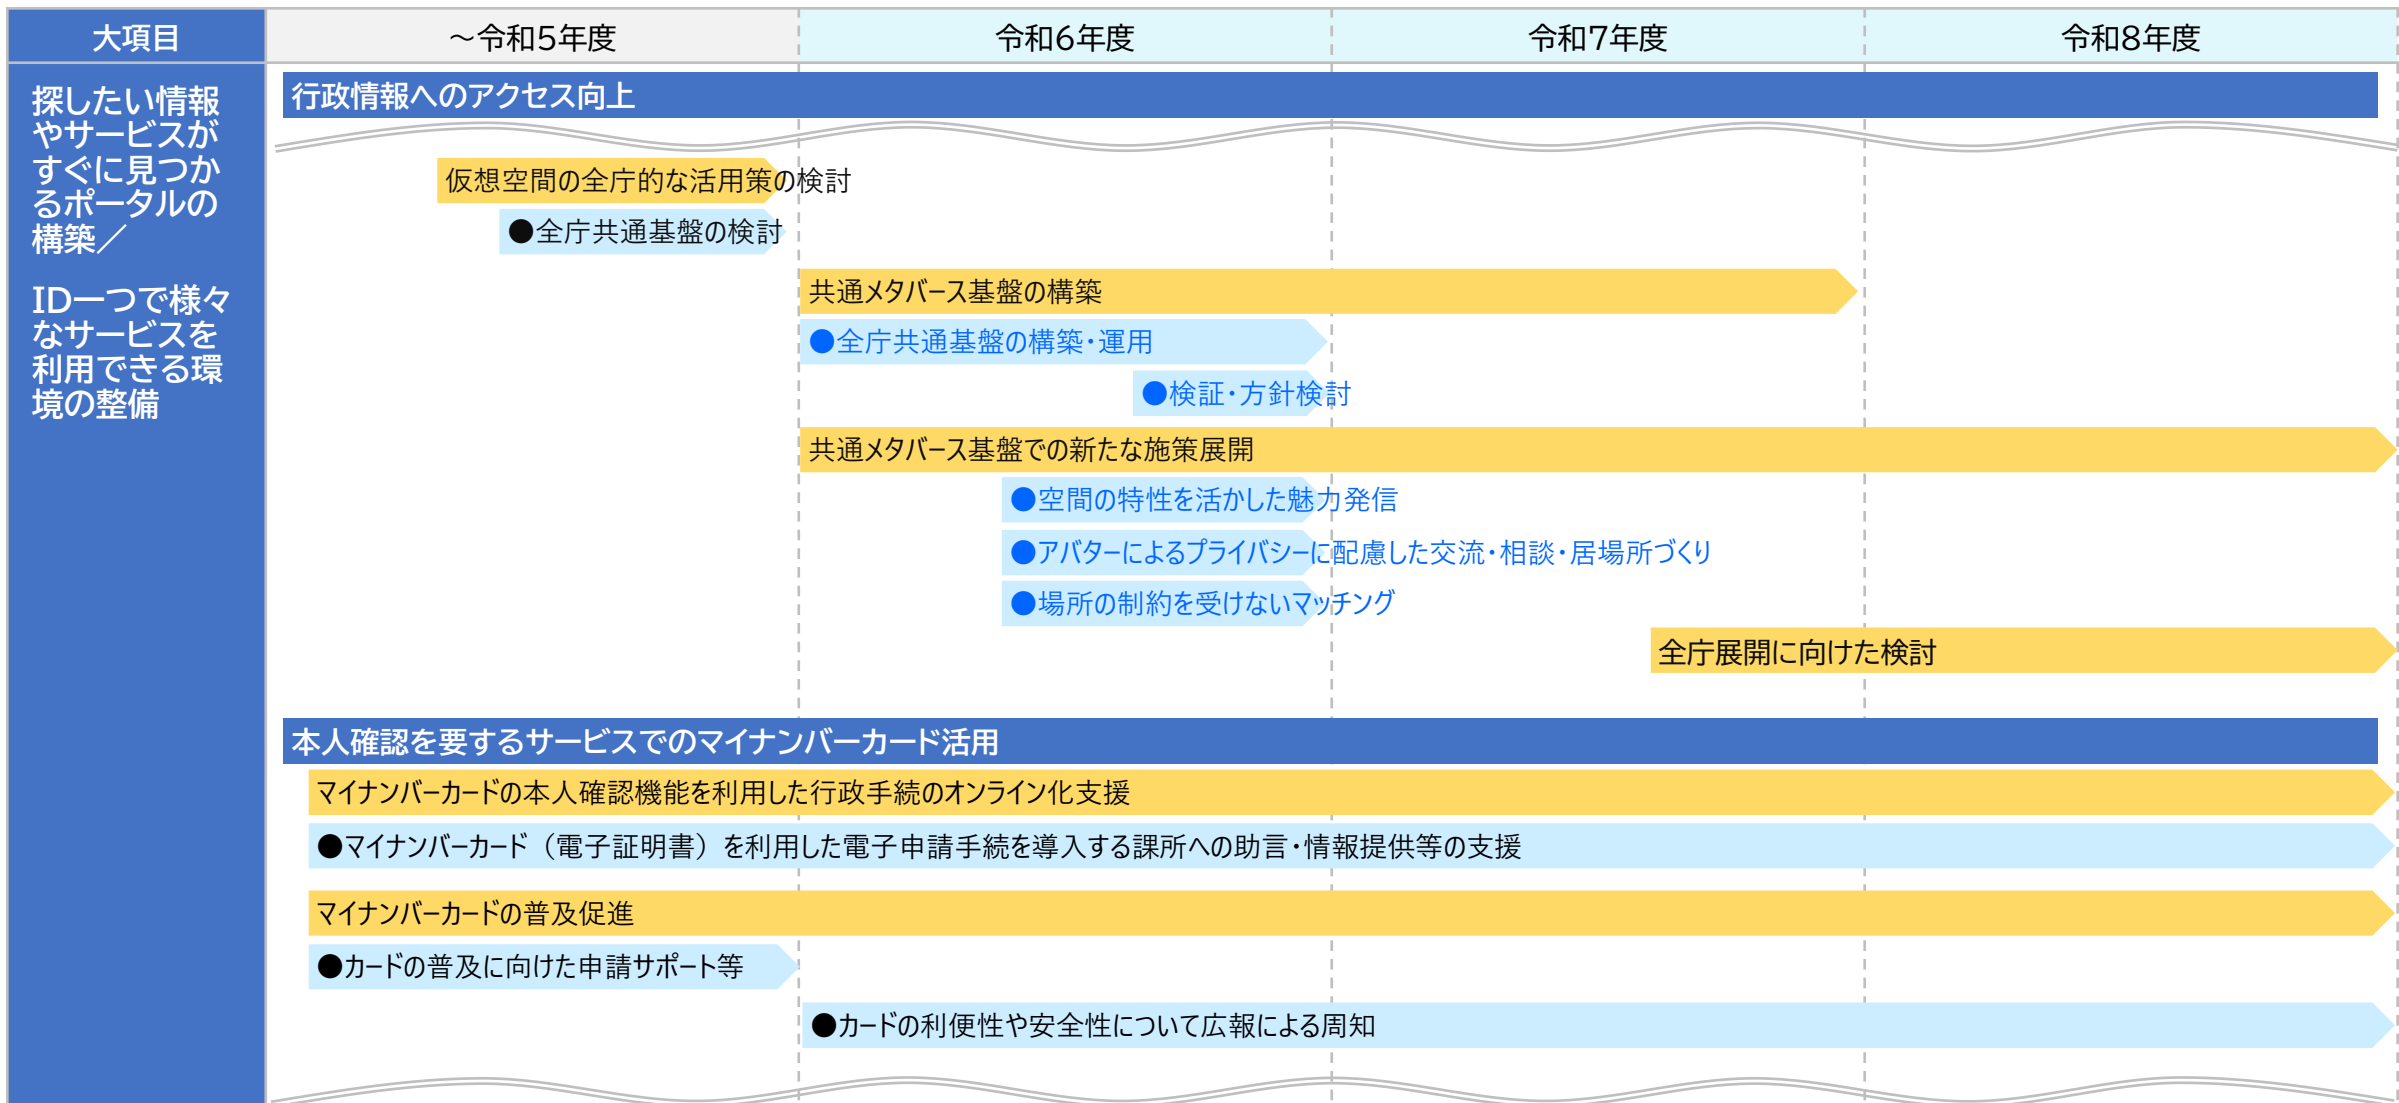 大項目
～令和5年度
令和6年度
令和7年度
令和8年度
探したい情報
やサービスが
すぐに見つか
るポータルの
構築／
ID一つで様々
なサービスを
利用できる環
境の整備
行政情報へのアクセス向上
仮想空間の全庁的な活用策の検討
●全庁共通基盤の検討
共通メタバース基盤の構築
●全庁共通基盤の構築・運用
●検証・方針検討
共通メタバース基盤での新たな施策展開
●空間の特性を活かした魅力発信
●アバターによるプライバシーに配慮した交流・相談・居場所づくり
●場所の制約を受けないマッチング
全庁展開に向けた検討
本人確認を要するサービスでのマイナンバーカード活用
マイナンバーカードの本人確認機能を利用した行政手続のオンライン化支援
●マイナンバーカード（電子証明書）を利用した電子申請手続を導入する課所への助言・情報提供等の支援
マイナンバーカードの普及促進
●カードの普及に向けた申請サポート等
●カードの利便性や安全性について広報による周知